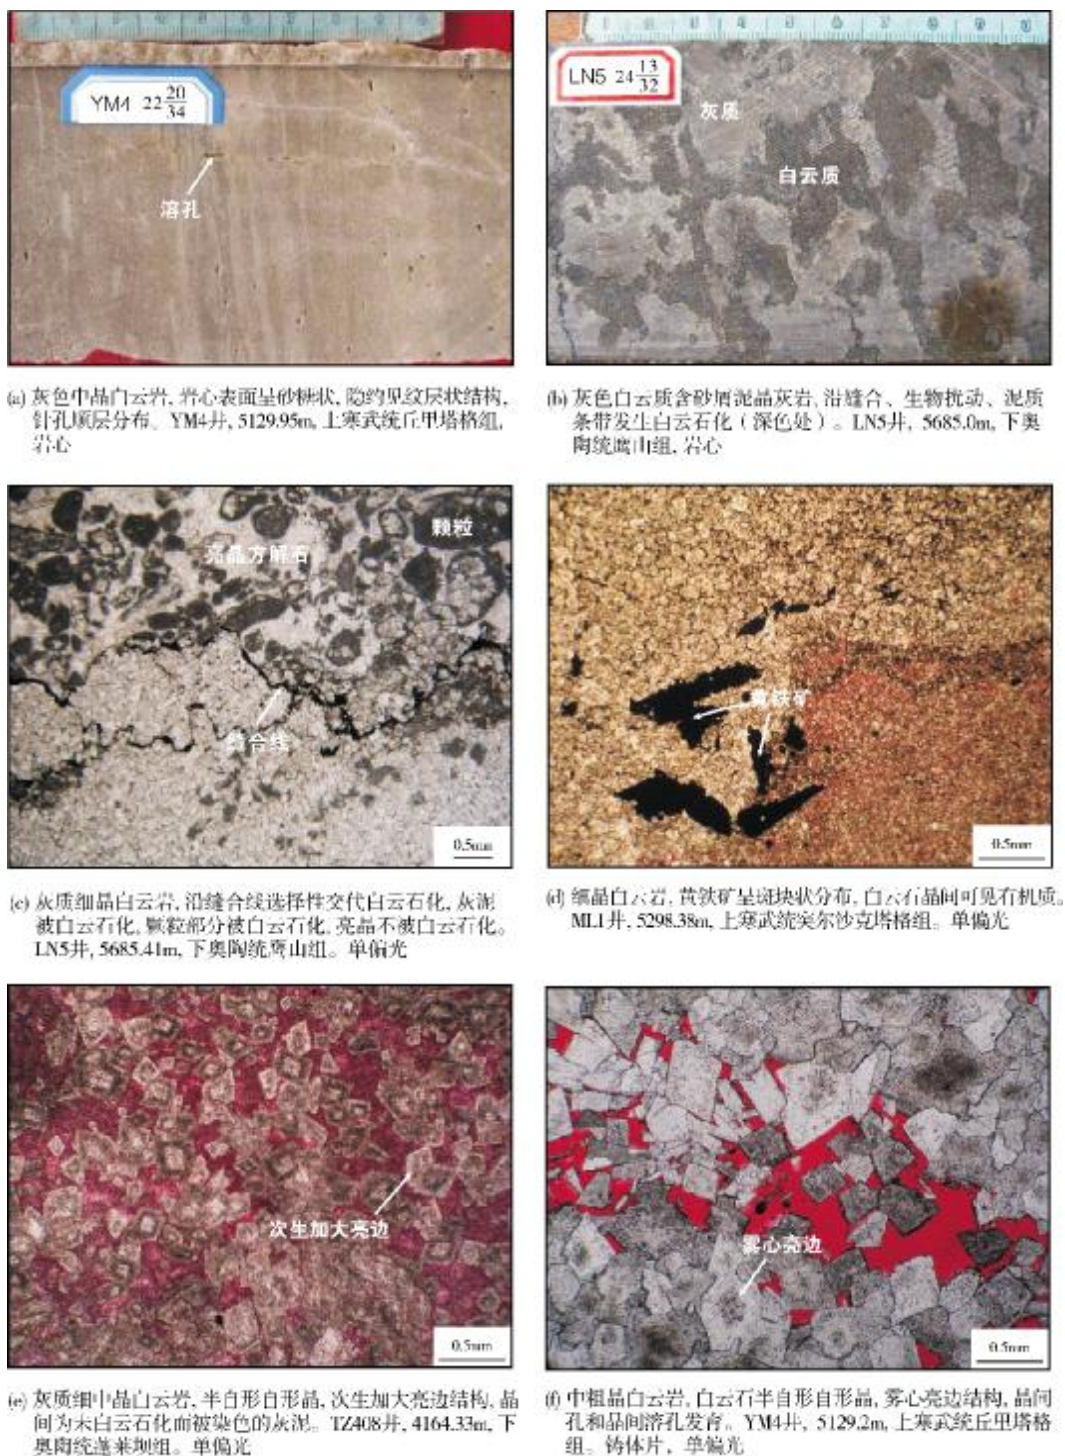 YM4 22 20/34
溶孔
LN5 24 13/32
灰质
白云质
(a) 灰色中晶白云岩, 岩心表面呈砂糖状, 隐约见纹层状结构,
针孔顺层分布。YM4井, 5129.95m, 上寒武统丘里塔格组,
岩心
(b) 灰色白云质含砂屑泥晶灰岩, 沿缝合、生物扰动、泥质
条带发生白云石化（深色处）。LN5井, 5685.0m, 下奥
陶统鹰山组, 岩心
颗粒
亮晶方解石
缝合线
0.5mm
黄铁矿
0.5mm
(c) 灰质细晶白云岩, 沿缝合线选择性交代白云石化, 灰泥
被白云石化, 颗粒部分被白云石化, 亮晶不被白云石化。
LN5井, 5685.41m, 下奥陶统鹰山组。单偏光
(d) 细晶白云岩, 黄铁矿呈斑块状分布, 白云石晶间可见有机质。
ML1井, 5298.38m, 上寒武统突尔沙克塔格组。单偏光
次生加大亮边
0.5mm
雾心亮边
0.5mm
(e) 灰质细中晶白云岩, 半自形自形晶, 次生加大亮边结构, 晶
间为未白云石化而被染色的灰泥。TZ408井, 4164.33m, 下
奥陶统蓬莱坝组。单偏光
(f) 中粗晶白云岩, 白云石半自形自形晶, 雾心亮边结构, 晶间
孔和晶间溶孔发育。YM4井, 5129.2m, 上寒武统丘里塔格
组。铸体片, 单偏光